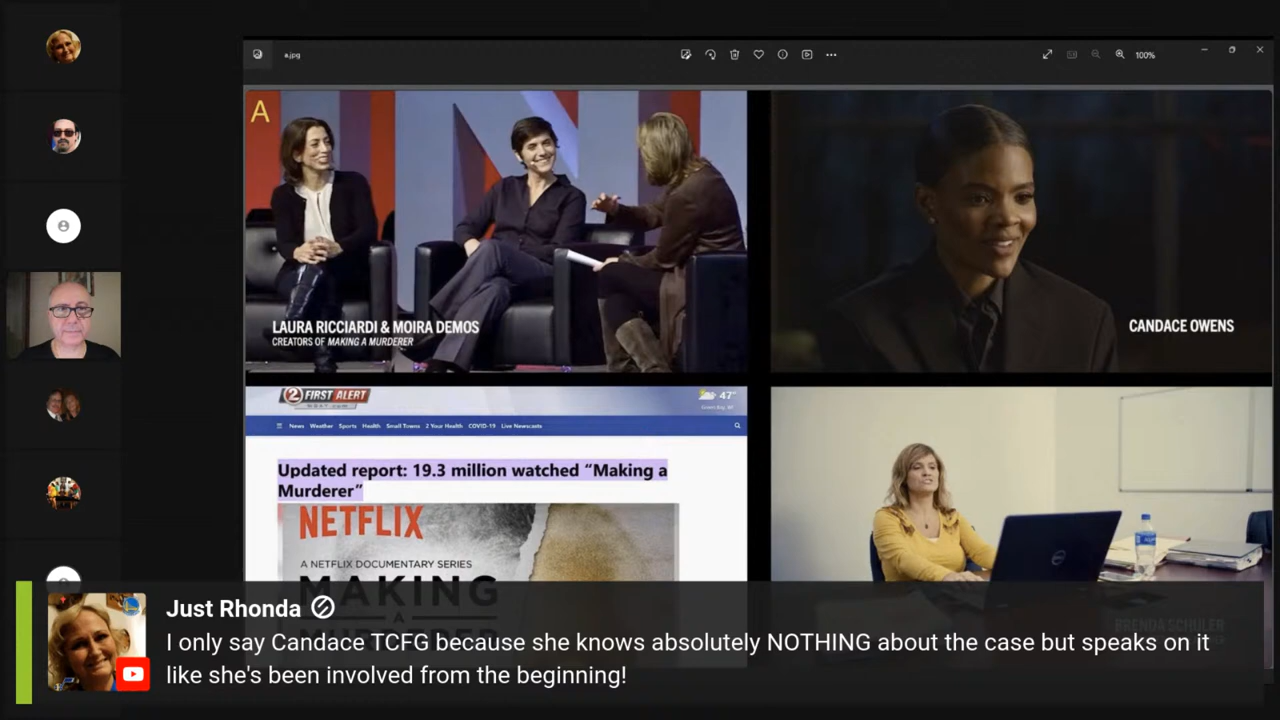 a.jpg
100%
A
LAURA RICCIARDI & MOIRA DEMOS
CREATORS OF MAKING A MURDERER
CANDACE OWENS
2 FIRST ALERT
47°
News Weather Sports Health Small Towns 2 Your Health COVID-19 Live Newscasts
Updated report: 19.3 million watched “Making a
Murderer”
NETFLIX
A NETFLIX DOCUMENTARY SERIES
MAKING
A
MURDERER
BRENDA SCHULER
Just Rhonda
I only say Candace TCFG because she knows absolutely NOTHING about the case but speaks on it
like she's been involved from the beginning!